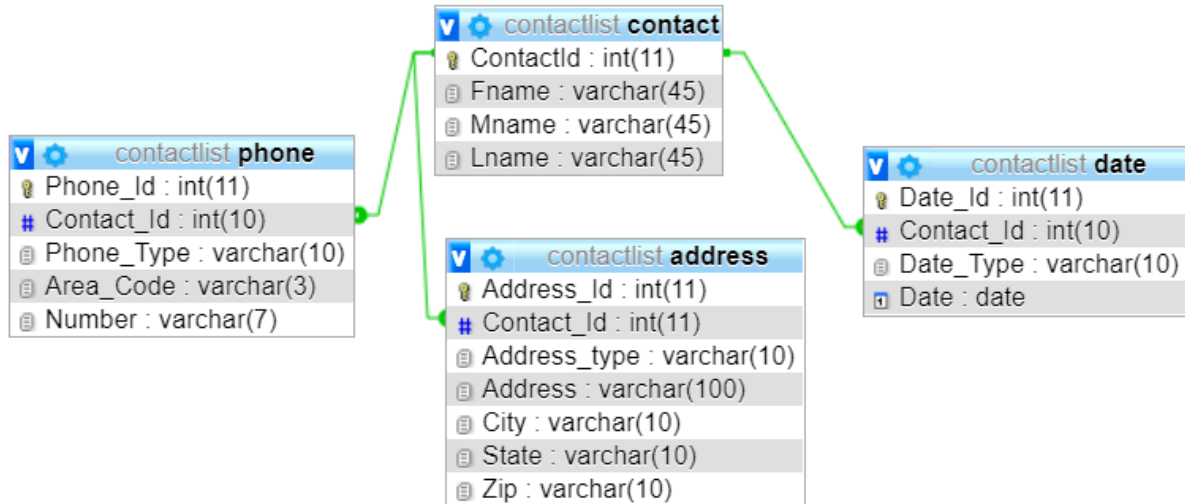 contactlist contact
ContactId : int(11)
Fname : varchar(45)
Mname : varchar(45)
Lname : varchar(45)
contactlist phone
Phone_Id : int(11)
Contact_Id : int(10)
Phone_Type : varchar(10)
Area_Code : varchar(3)
Number : varchar(7)
contactlist address
Address_Id : int(11)
Contact_Id : int(11)
Address_type : varchar(10)
Address : varchar(100)
City : varchar(10)
State : varchar(10)
Zip : varchar(10)
contactlist date
Date_Id : int(11)
Contact_Id : int(10)
Date_Type : varchar(10)
Date : date